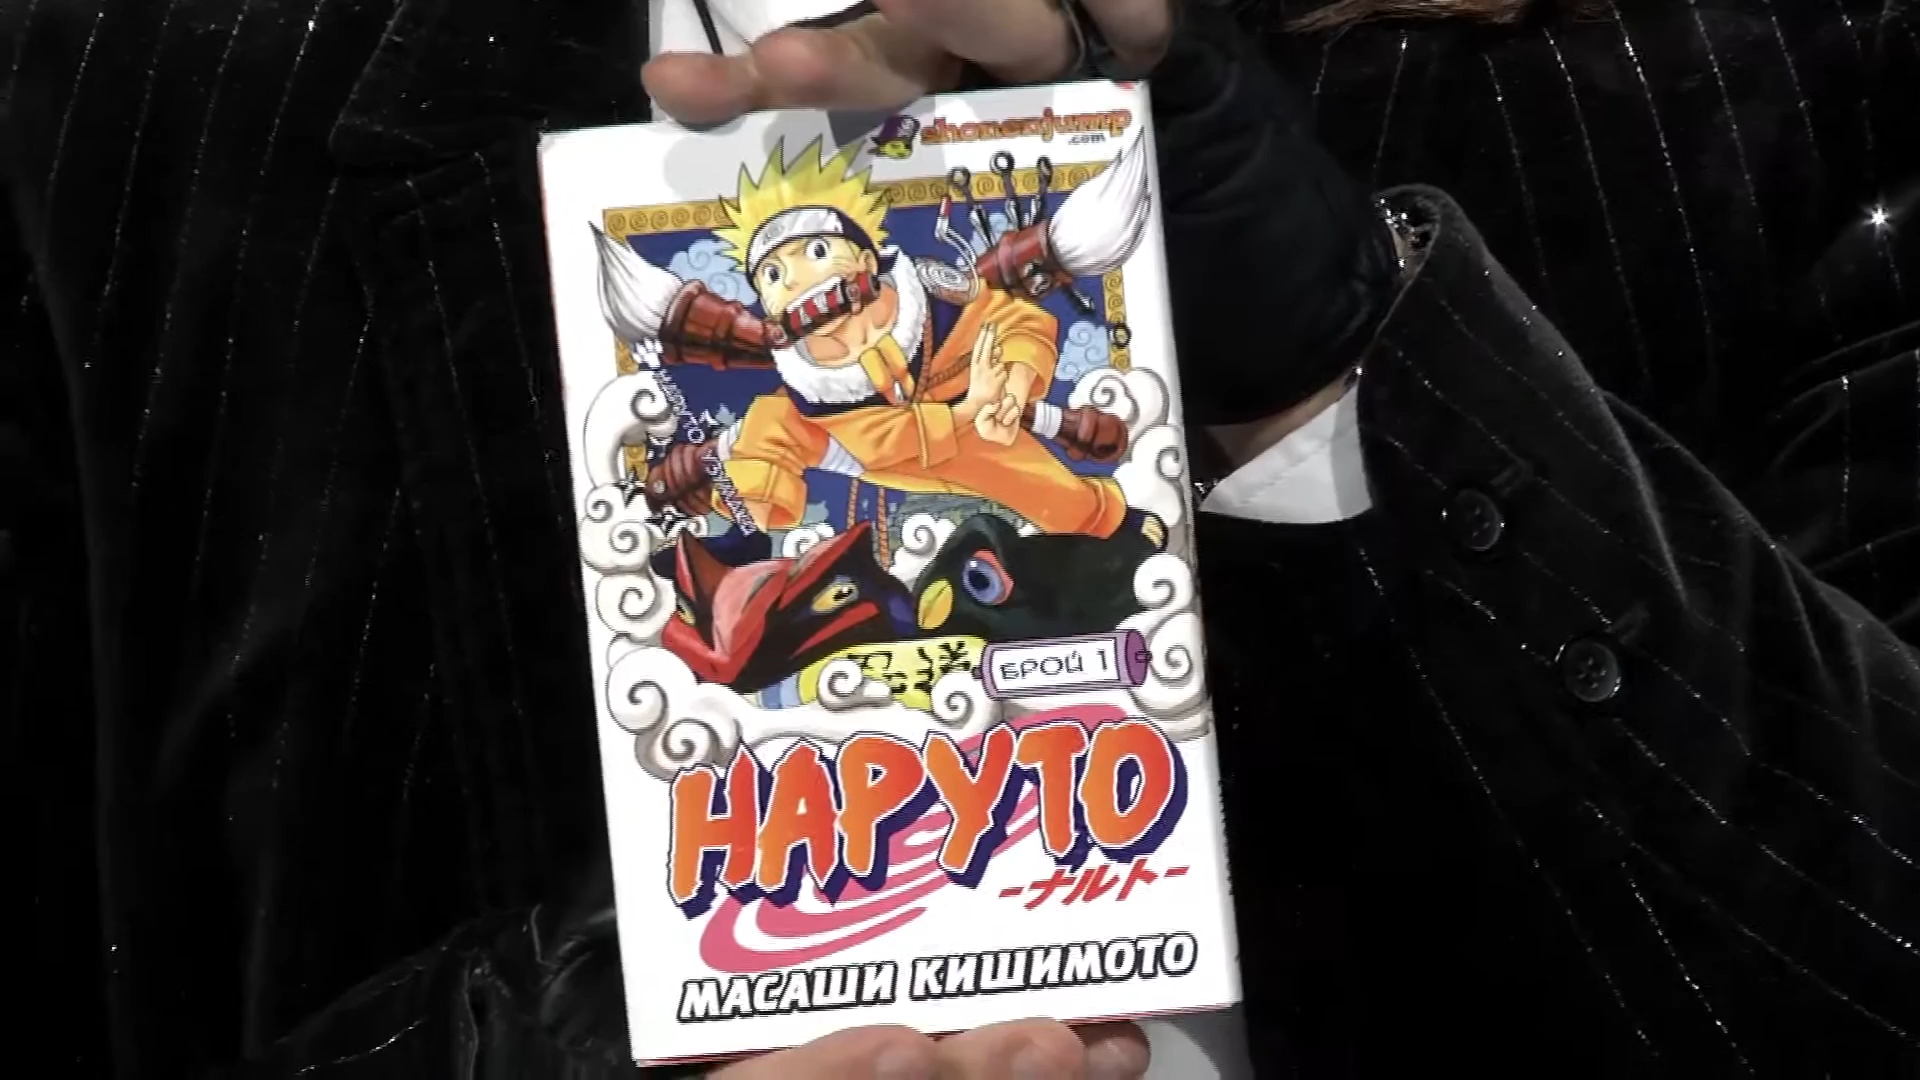 shonenjump
.com
БРОЙ 1
НАРУТО
-ナルト-
МАСАШИ КИШИМОТО